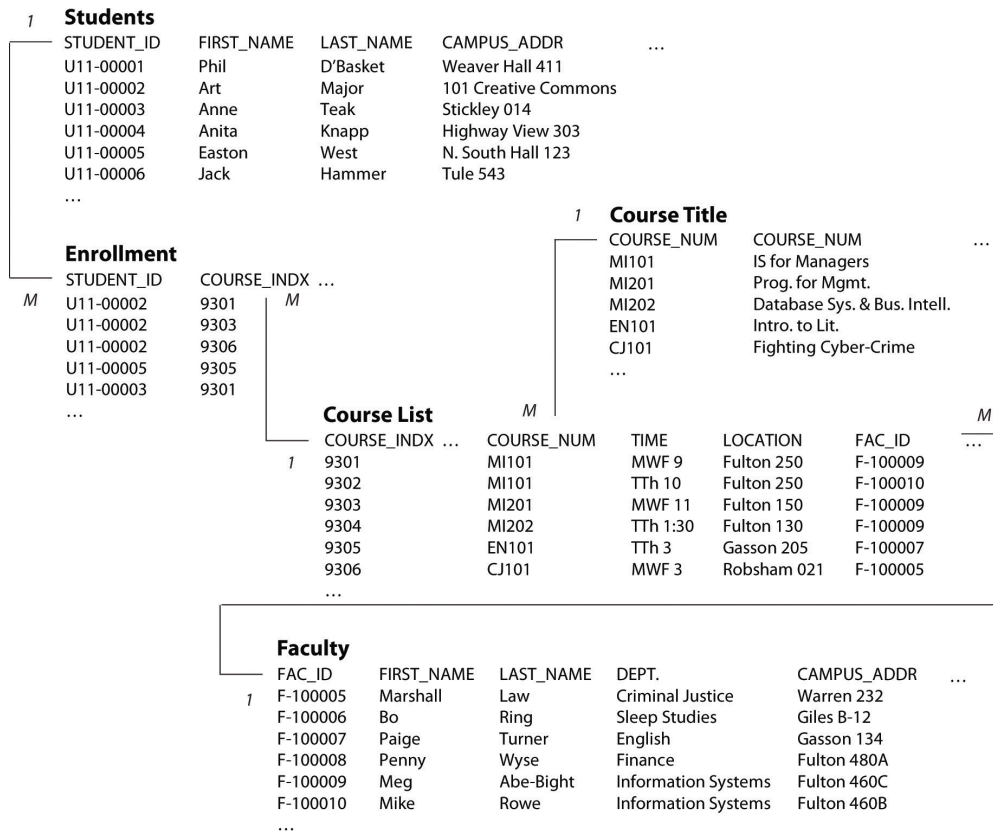 1 Students
STUDENT_ID FIRST_NAME LAST_NAME CAMPUS_ADDR …
U11-00001 Phil D’Basket Weaver Hall 411
U11-00002 Art Major 101 Creative Commons
U11-00003 Anne Teak Stickley 014
U11-00004 Anita Knapp Highway View 303
U11-00005 Easton West N. South Hall 123
U11-00006 Jack Hammer Tule 543
…
Enrollment
STUDENT_ID COURSE_INDX …
M M
U11-00002 9301
U11-00002 9303
U11-00002 9306
U11-00005 9305
U11-00003 9301
…
1 Course Title
COURSE_NUM COURSE_NUM …
MI101 IS for Managers
MI201 Prog. for Mgmt.
MI202 Database Sys. & Bus. Intell.
EN101 Intro. to Lit.
CJ101 Fighting Cyber-Crime
…
Course List M M
COURSE_INDX … COURSE_NUM TIME LOCATION FAC_ID …
1 9301 MI101 MWF 9 Fulton 250 F-100009
9302 MI101 TTh 10 Fulton 250 F-100010
9303 MI201 MWF 11 Fulton 150 F-100009
9304 MI202 TTh 1:30 Fulton 130 F-100009
9305 EN101 TTh 3 Gasson 205 F-100007
9306 CJ101 MWF 3 Robsham 021 F-100005
…
Faculty
FAC_ID FIRST_NAME LAST_NAME DEPT. CAMPUS_ADDR …
1 F-100005 Marshall Law Criminal Justice Warren 232
F-100006 Bo Ring Sleep Studies Giles B-12
F-100007 Paige Turner English Gasson 134
F-100008 Penny Wyse Finance Fulton 480A
F-100009 Meg Abe-Bight Information Systems Fulton 460C
F-100010 Mike Rowe Information Systems Fulton 460B
…